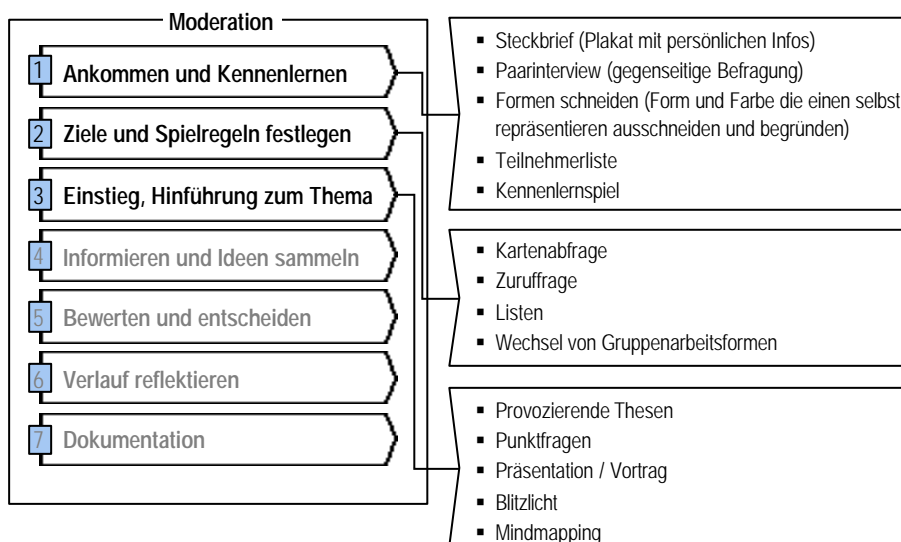 Moderation
1 Ankommen und Kennenlernen
2 Ziele und Spielregeln festlegen
3 Einstieg, Hinführung zum Thema
4 Informieren und Ideen sammeln
5 Bewerten und entscheiden
6 Verlauf reflektieren
7 Dokumentation
▪ Steckbrief (Plakat mit persönlichen Infos)
▪ Paarinterview (gegenseitige Befragung)
▪ Formen schneiden (Form und Farbe die einen selbst
repräsentieren ausschneiden und begründen)
▪ Teilnehmerliste
▪ Kennenlernspiel
▪ Kartenabfrage
▪ Zuruffrage
▪ Listen
▪ Wechsel von Gruppenarbeitsformen
▪ Provozierende Thesen
▪ Punktfragen
▪ Präsentation / Vortrag
▪ Blitzlicht
▪ Mindmapping